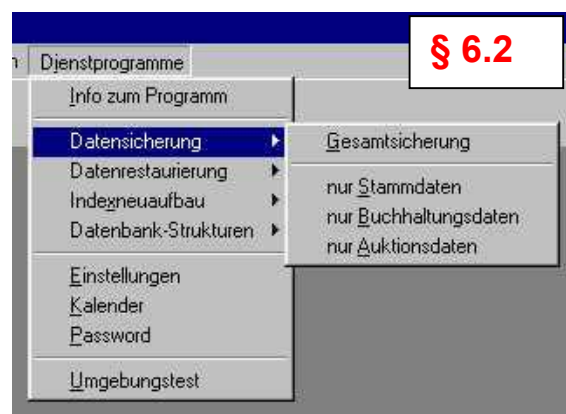 § 6.2
Dienstprogramme
Info zum Programm
Datensicherung
Datenrestaurierung
Indexneuaufbau
Datenbank-Strukturen
Einstellungen
Kalender
Password
Umgebungstest
Gesamtsicherung
nur Stammdaten
nur Buchhaltungsdaten
nur Auktionsdaten